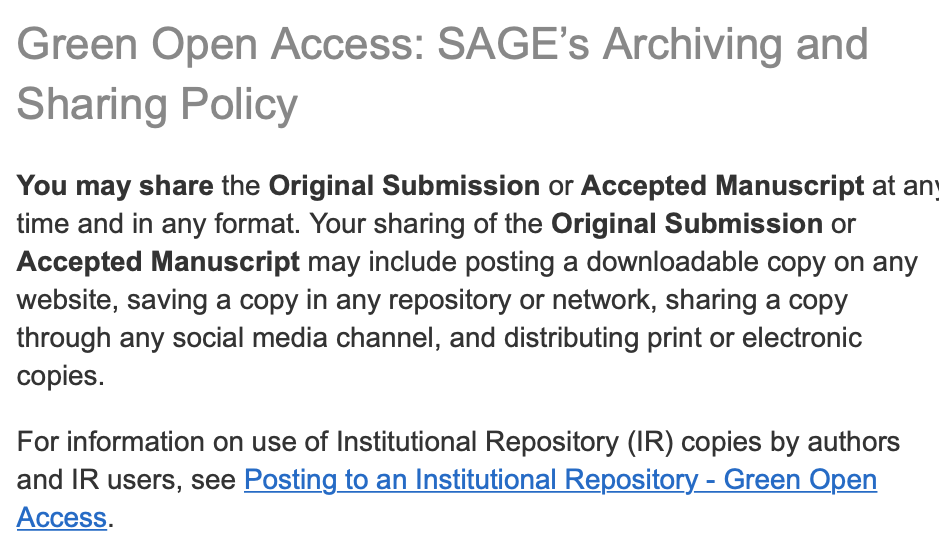 Green Open Access: SAGE’s Archiving and
Sharing Policy
You may share the Original Submission or Accepted Manuscript at any
time and in any format. Your sharing of the Original Submission or
Accepted Manuscript may include posting a downloadable copy on any
website, saving a copy in any repository or network, sharing a copy
through any social media channel, and distributing print or electronic
copies.
For information on use of Institutional Repository (IR) copies by authors
and IR users, see Posting to an Institutional Repository - Green Open
Access.